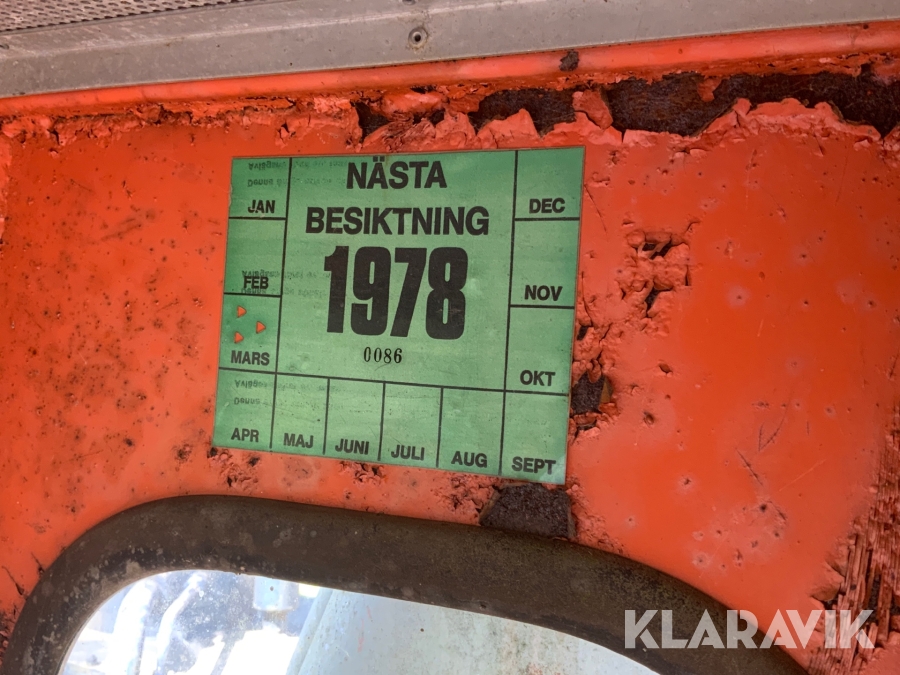 NÄSTA
BESIKTNING
1978
0086
JAN
FEB
MARS
APR
MAJ
JUNI
JULI
AUG
SEPT
OKT
NOV
DEC
KLARAVIK